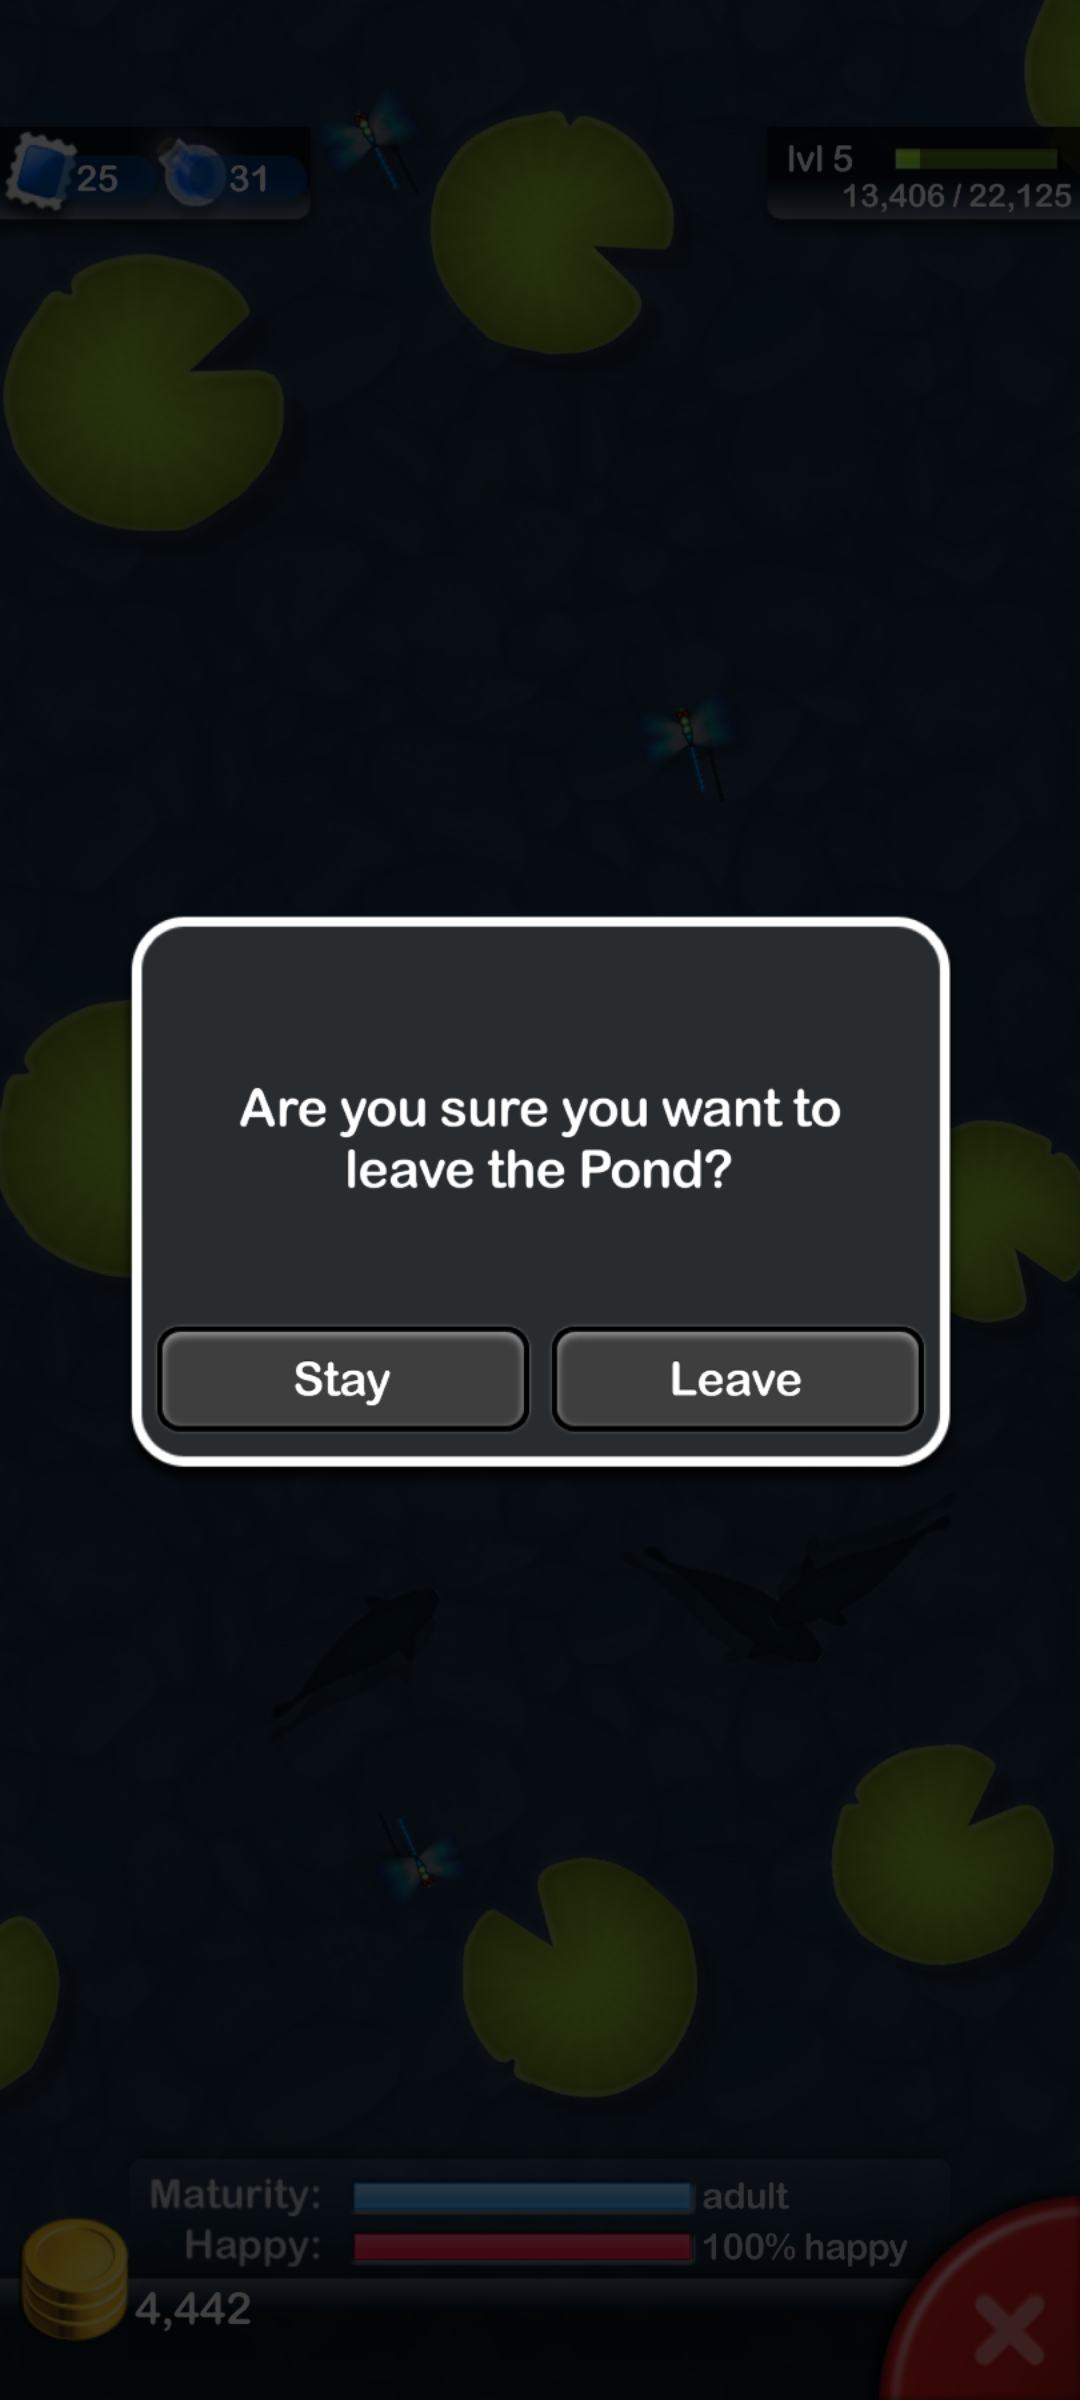 25 31
lvl 5
13,406 / 22,125
Are you sure you want to
leave the Pond?
Stay Leave
Maturity: adult
Happy: 100% happy
4,442